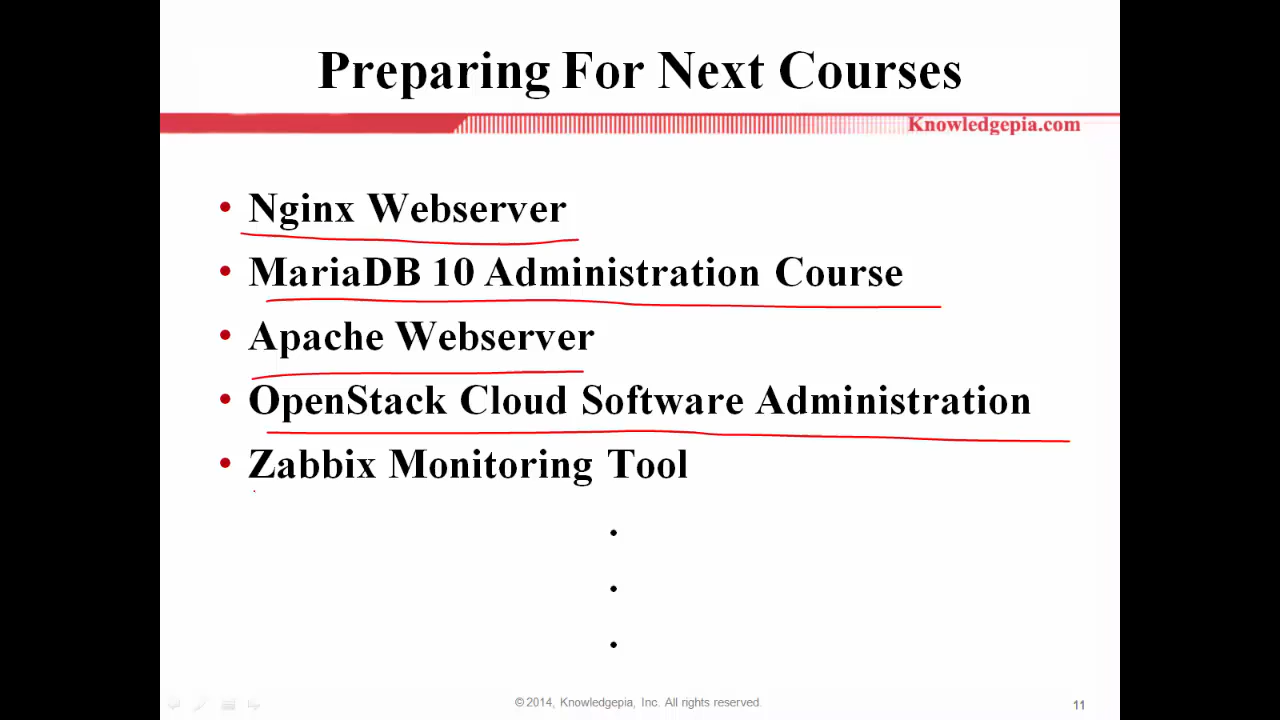 Preparing For Next Courses
Knowledgepia.com
• Nginx Webserver
• MariaDB 10 Administration Course
• Apache Webserver
• OpenStack Cloud Software Administration
• Zabbix Monitoring Tool
.
.
.
© 2014, Knowledgepia, Inc. All rights reserved.
11